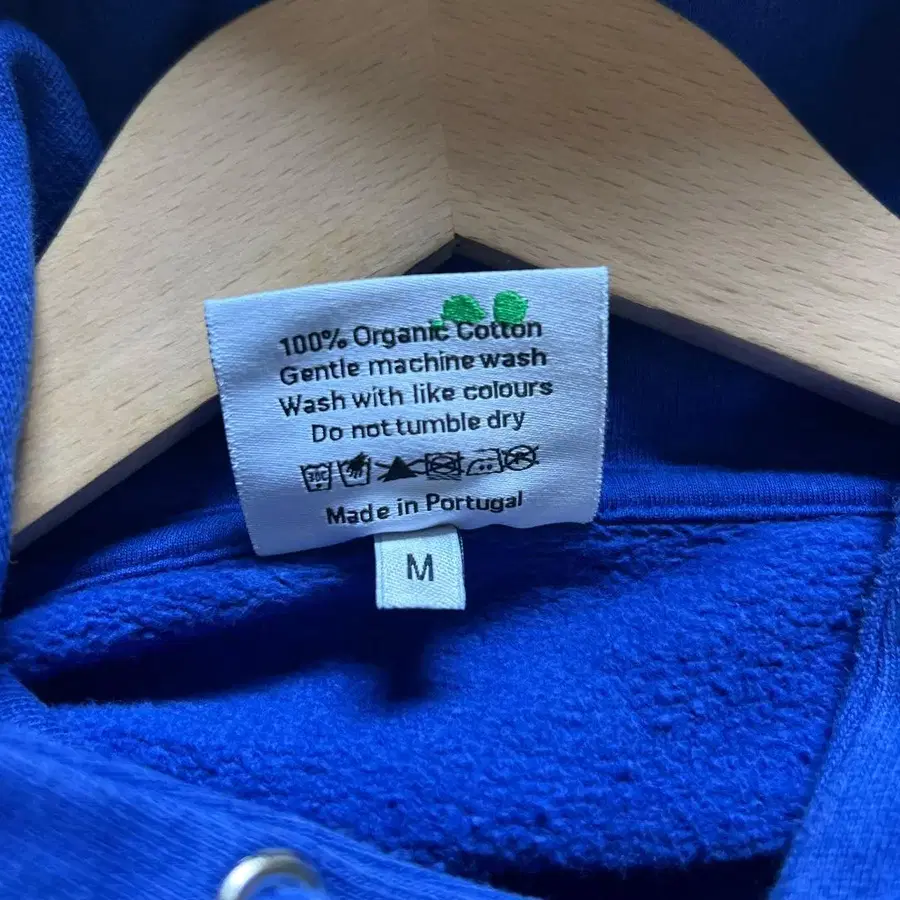 100% Organic Cotton
Gentle machine wash
Wash with like colours
Do not tumble dry
Made in Portugal
M